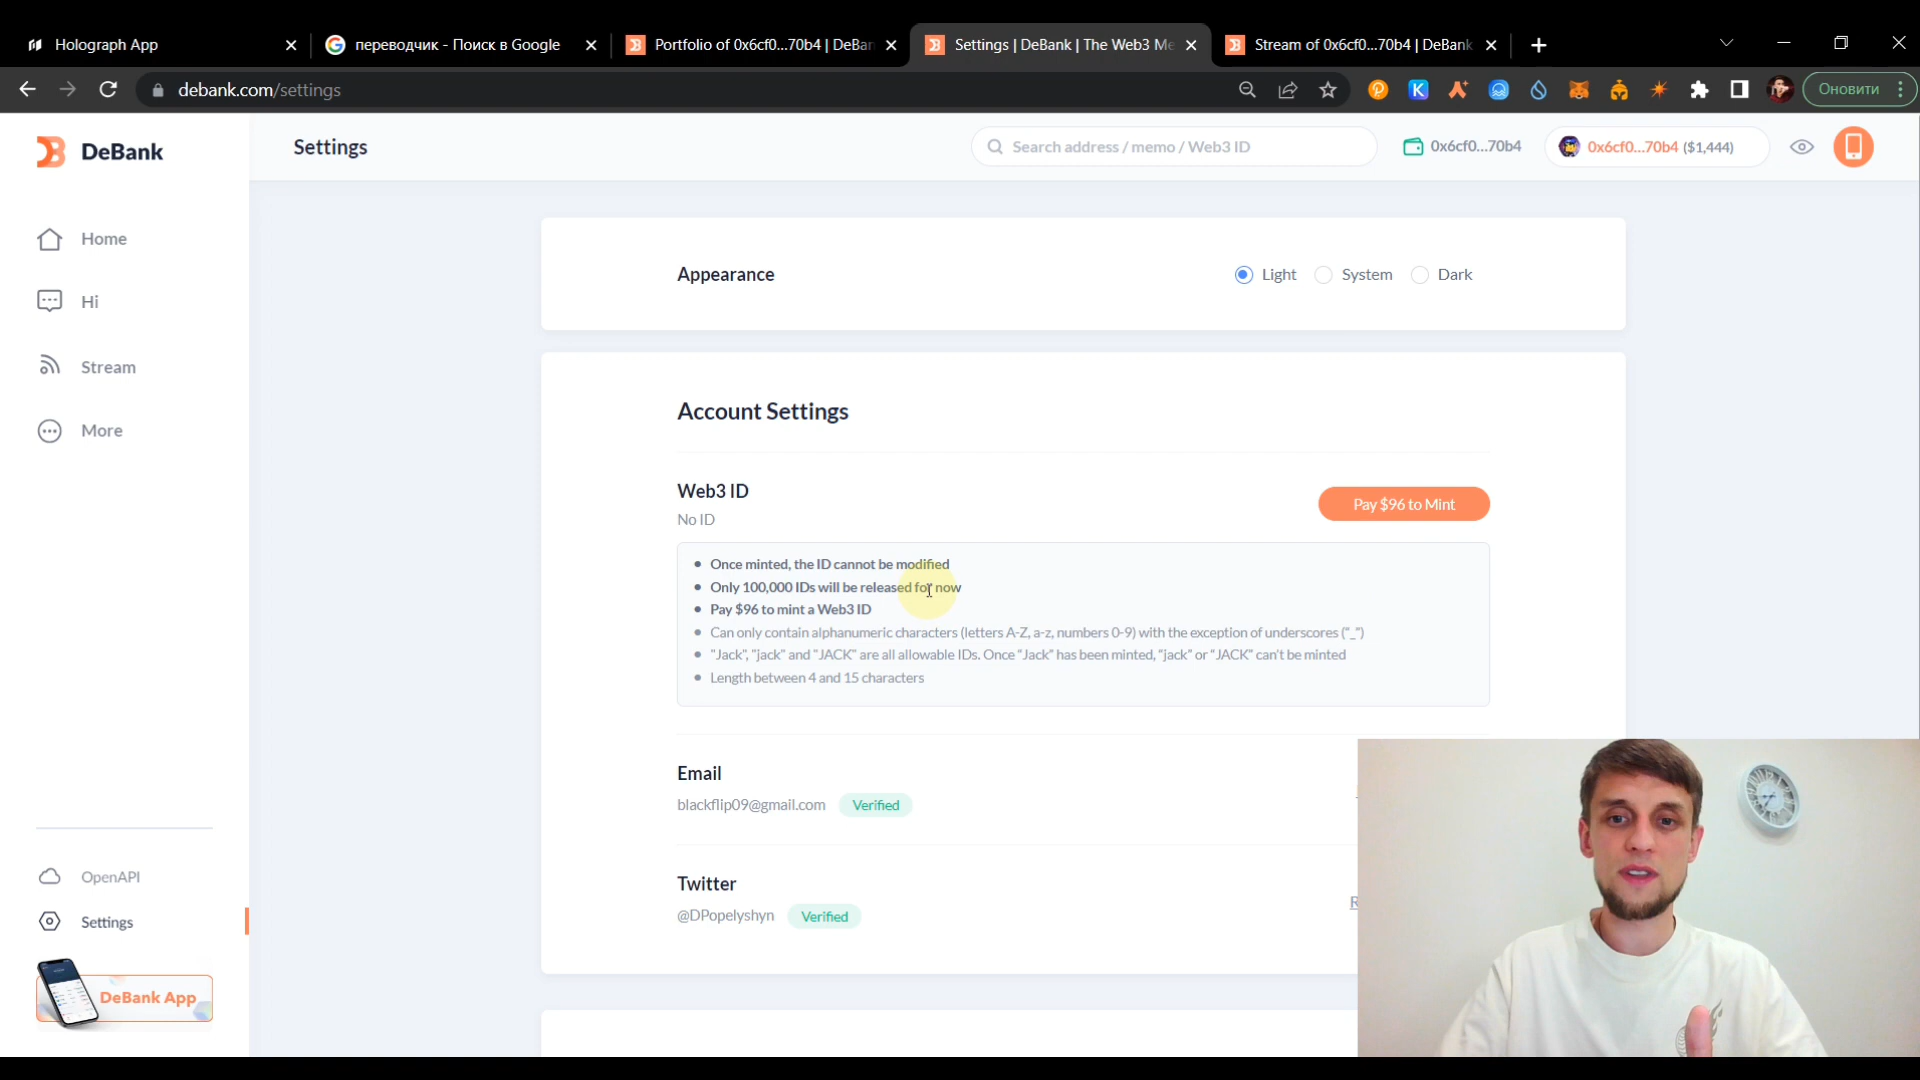 Holograph App
переводчик - Поиск в Google
Portfolio of 0x6cf0...70b4 | DeBan
Settings | DeBank | The Web3 Me
Stream of 0x6cf0...70b4 | DeBank
debank.com/settings
Оновити
DeBank
Settings
Search address / memo / Web3 ID
0x6cf0...70b4
0x6cf0...70b4 ($1,444)
Home
Hi
Stream
More
Appearance
Light
System
Dark
Account Settings
Web3 ID
No ID
Pay $96 to Mint
Once minted, the ID cannot be modified
Only 100,000 IDs will be released for now
Pay $96 to mint a Web3 ID
Can only contain alphanumeric characters (letters A-Z, a-z, numbers 0-9) with the exception of underscores ("_")
"Jack", "jack" and "JACK" are all allowable IDs. Once "Jack" has been minted, "jack" or "JACK" can't be minted
Length between 4 and 15 characters
Email
blackflip09@gmail.com
Verified
Twitter
@DPopelyshyn
Verified
R
OpenAPI
Settings
DeBank App